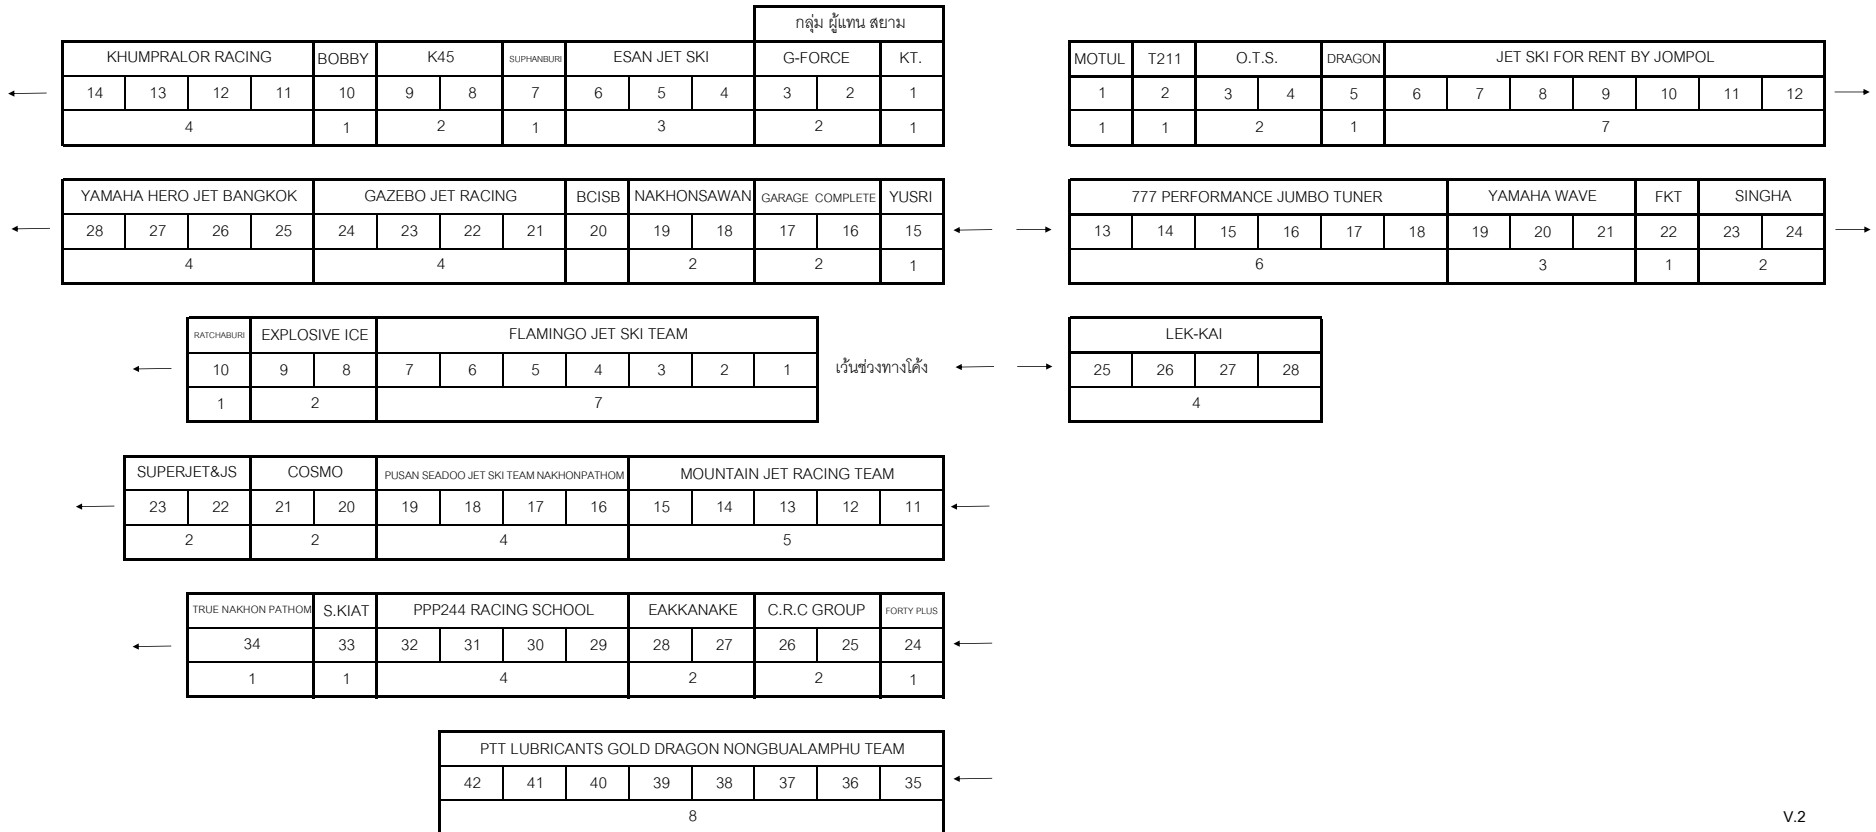 กลุ่ม ผู้แทน สยาม
KHUMPRALOR RACING BOBBY K45 SUPHANBURI ESAN JET SKI G-FORCE KT.
14 13 12 11 10 9 8 7 6 5 4 3 2 1
4 1 2 1 3 2 1
MOTUL T211 O.T.S. DRAGON JET SKI FOR RENT BY JOMPOL
1 2 3 4 5 6 7 8 9 10 11 12
1 1 2 1 7
YAMAHA HERO JET BANGKOK GAZEBO JET RACING BCISB NAKHONSAWAN GARAGE COMPLETE YUSRI
28 27 26 25 24 23 22 21 20 19 18 17 16 15
4 4 2 2 1
777 PERFORMANCE JUMBO TUNER YAMAHA WAVE FKT SINGHA
13 14 15 16 17 18 19 20 21 22 23 24
6 3 1 2
RATCHABURI EXPLOSIVE ICE FLAMINGO JET SKI TEAM
10 9 8 7 6 5 4 3 2 1 เว้นช่วงทางโค้ง
1 2 7
LEK-KAI
25 26 27 28
4
SUPERJET&JS COSMO PUSAN SEADOO JET SKI TEAM NAKHONPATHOM MOUNTAIN JET RACING TEAM
23 22 21 20 19 18 17 16 15 14 13 12 11
2 2 4 5
TRUE NAKHON PATHOM S.KIAT PPP244 RACING SCHOOL EAKKANAKE C.R.C GROUP FORTY PLUS
34 33 32 31 30 29 28 27 26 25 24
1 1 4 2 2 1
PTT LUBRICANTS GOLD DRAGON NONGBUALAMPHU TEAM
42 41 40 39 38 37 36 35
8
V.2